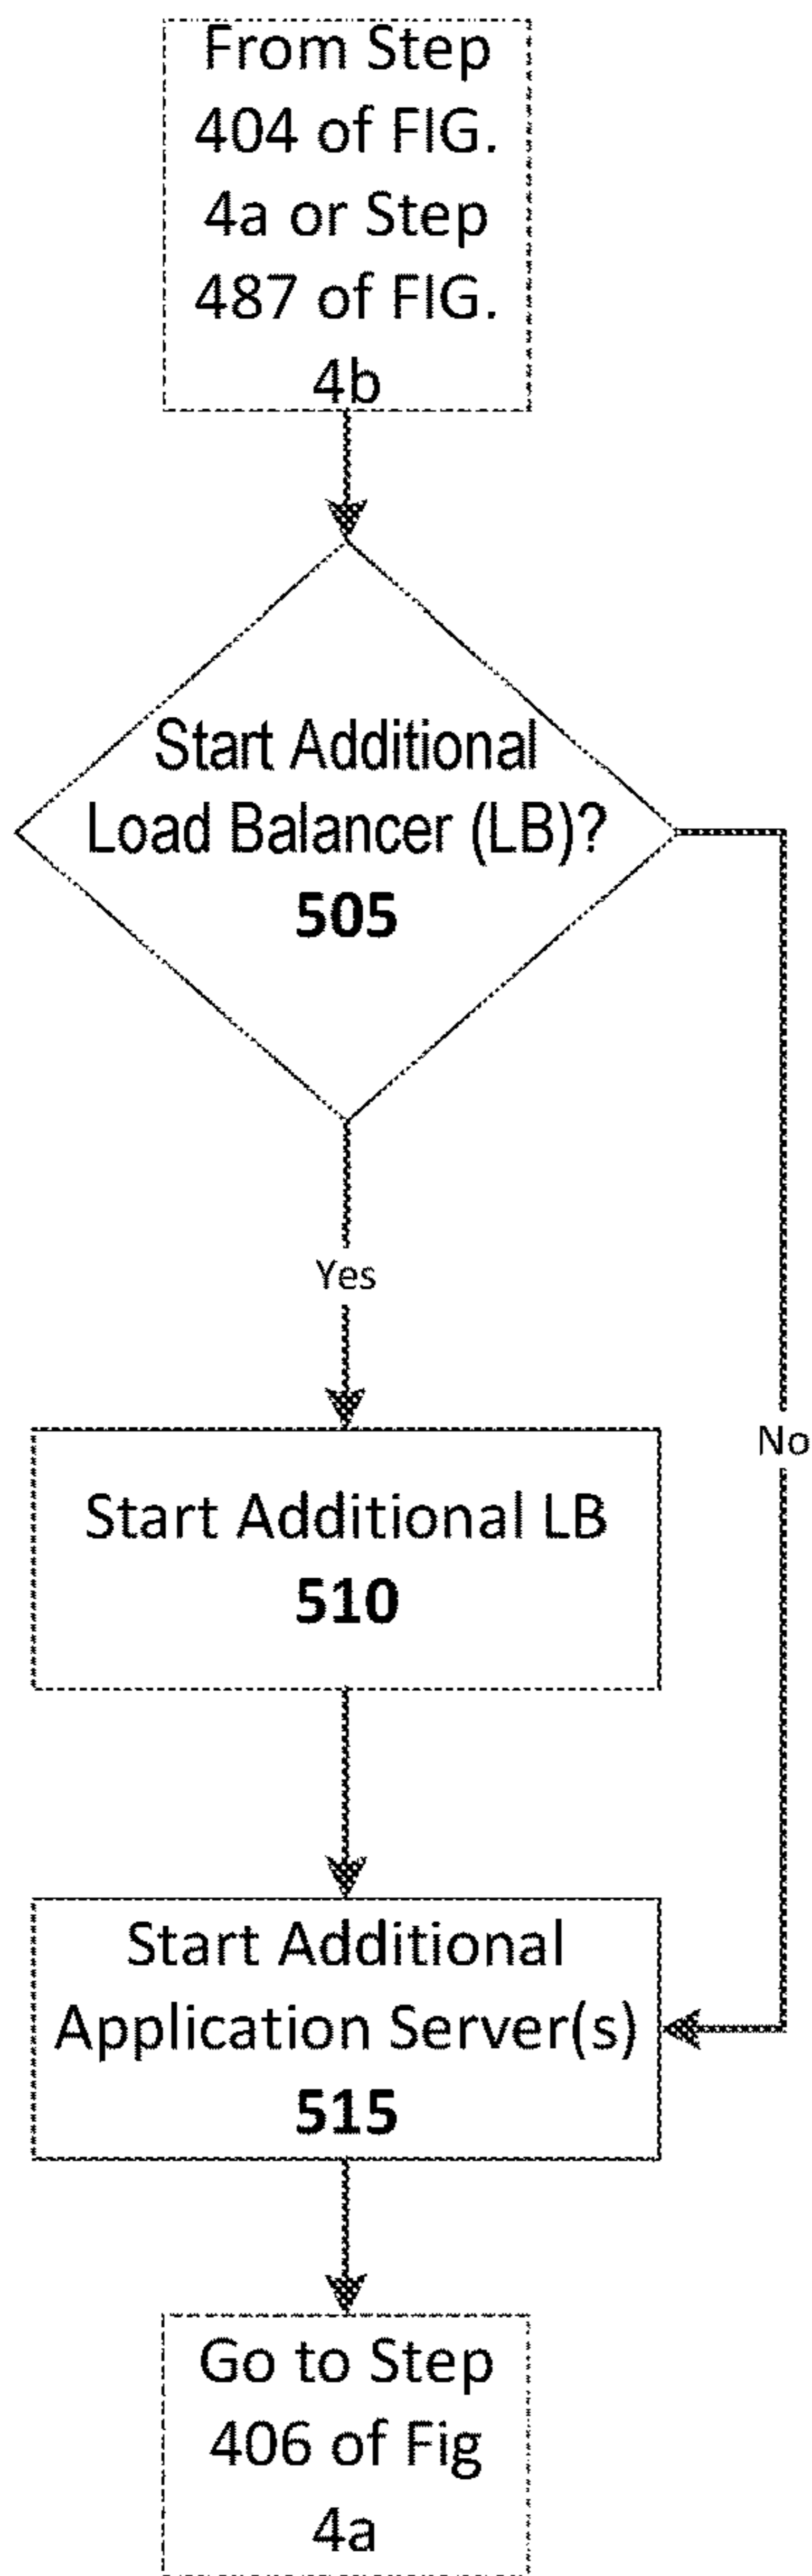 From Step
404 of FIG.
4a or Step
487 of FIG.
4b
Start Additional
Load Balancer (LB)?
505
Yes
No
Start Additional LB
510
Start Additional
Application Server(s)
515
Go to Step
406 of Fig
4a